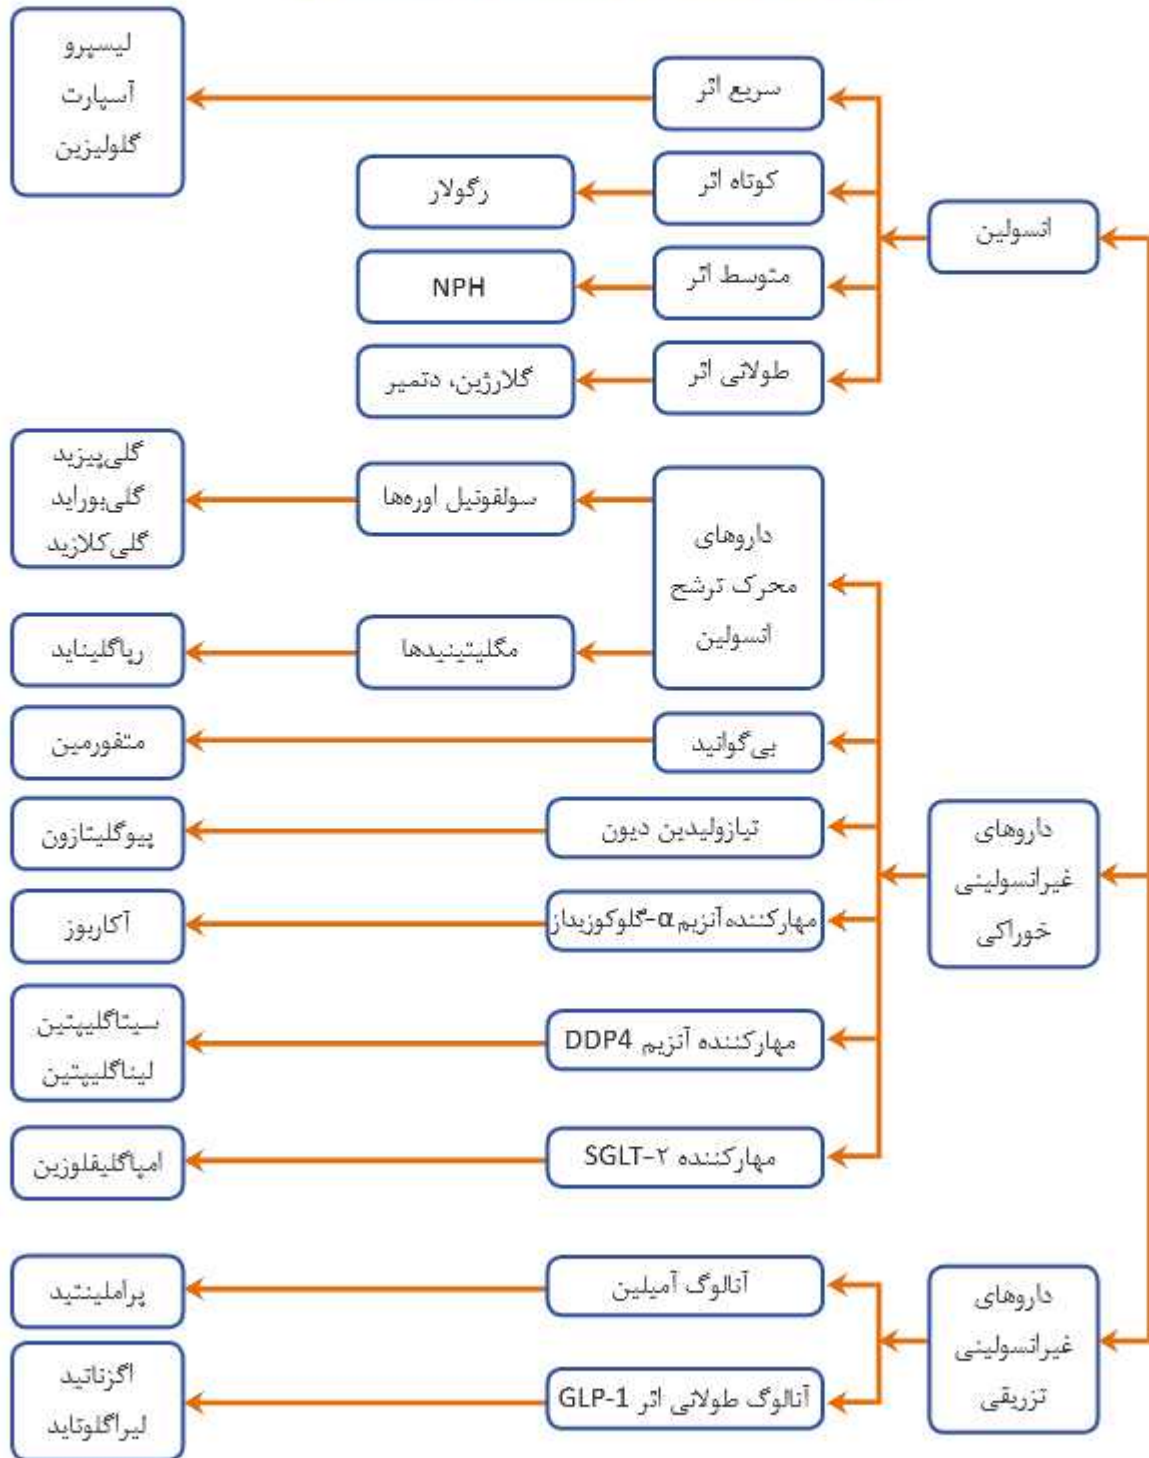 انسولین
سریع اثر
لیسپرو
آسپارت
گلولیزین
کوتاه اثر
رگولار
متوسط اثر
NPH
طولانی اثر
گلارژین، دتمیر
داروهای
غیرانسولینی
خوراکی
داروهای
محرک ترشح
انسولین
سولفونیل اوره‌ها
گلی‌پیزید
گلی‌بوراید
گلی‌کلازید
مگلیتینیدها
رپاگلیناید
بی‌گوانید
متفورمین
تیازولیدین دیون
پیوگلیتازون
مهارکننده آنزیم α-گلوکوزیداز
آکاربوز
مهارکننده آنزیم DDP4
سیتاگلیپتین
لیناگلیپتین
مهارکننده SGLT-۲
امپاگلیفلوزین
داروهای
غیرانسولینی
تزریقی
آنالوگ آمیلین
پراملینتید
آنالوگ طولانی اثر GLP-1
اگزناتید
لیراگلوتاید